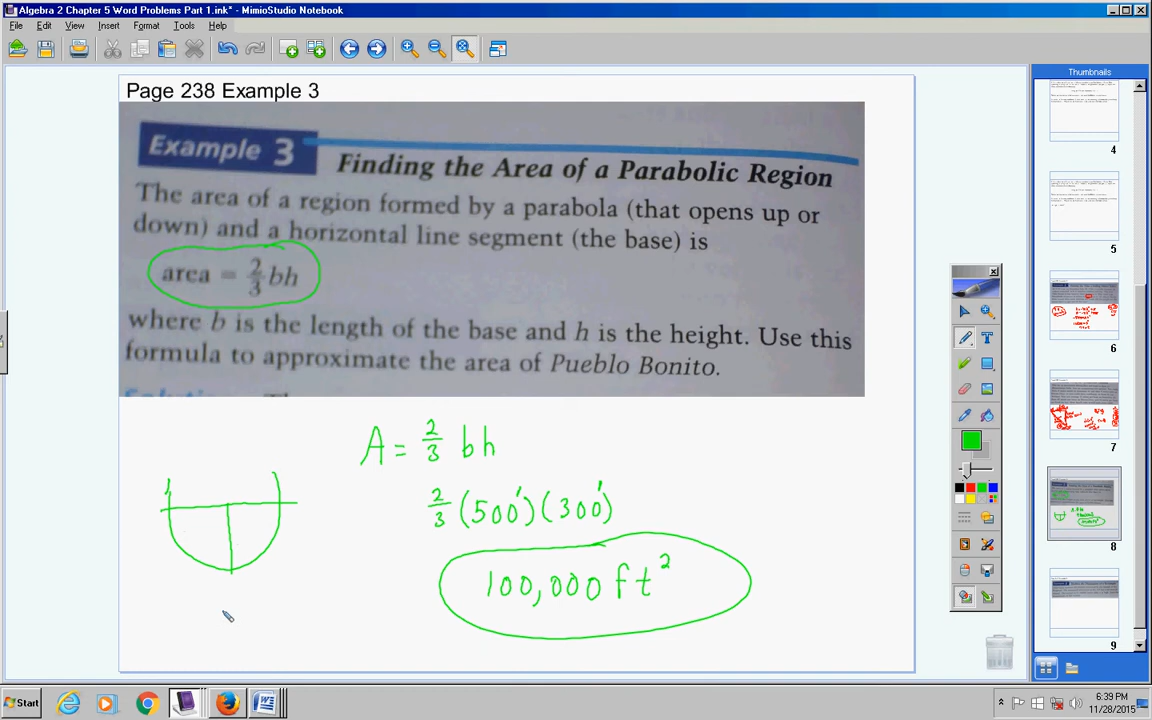 Algebra 2 Chapter 5 Word Problems Part 1.ink* - MimioStudio Notebook
File Edit View Insert Format Tools Help
Page 238 Example 3
Example 3 Finding the Area of a Parabolic Region
The area of a region formed by a parabola (that opens up or
down) and a horizontal line segment (the base) is
area = 2/3 bh
where b is the length of the base and h is the height. Use this
formula to approximate the area of Pueblo Bonito.
A = 2/3 bh
2/3 (500')(300')
100,000 ft²
Thumbnails
4
5
6
7
8
9
Start
6:39 PM
11/28/2015